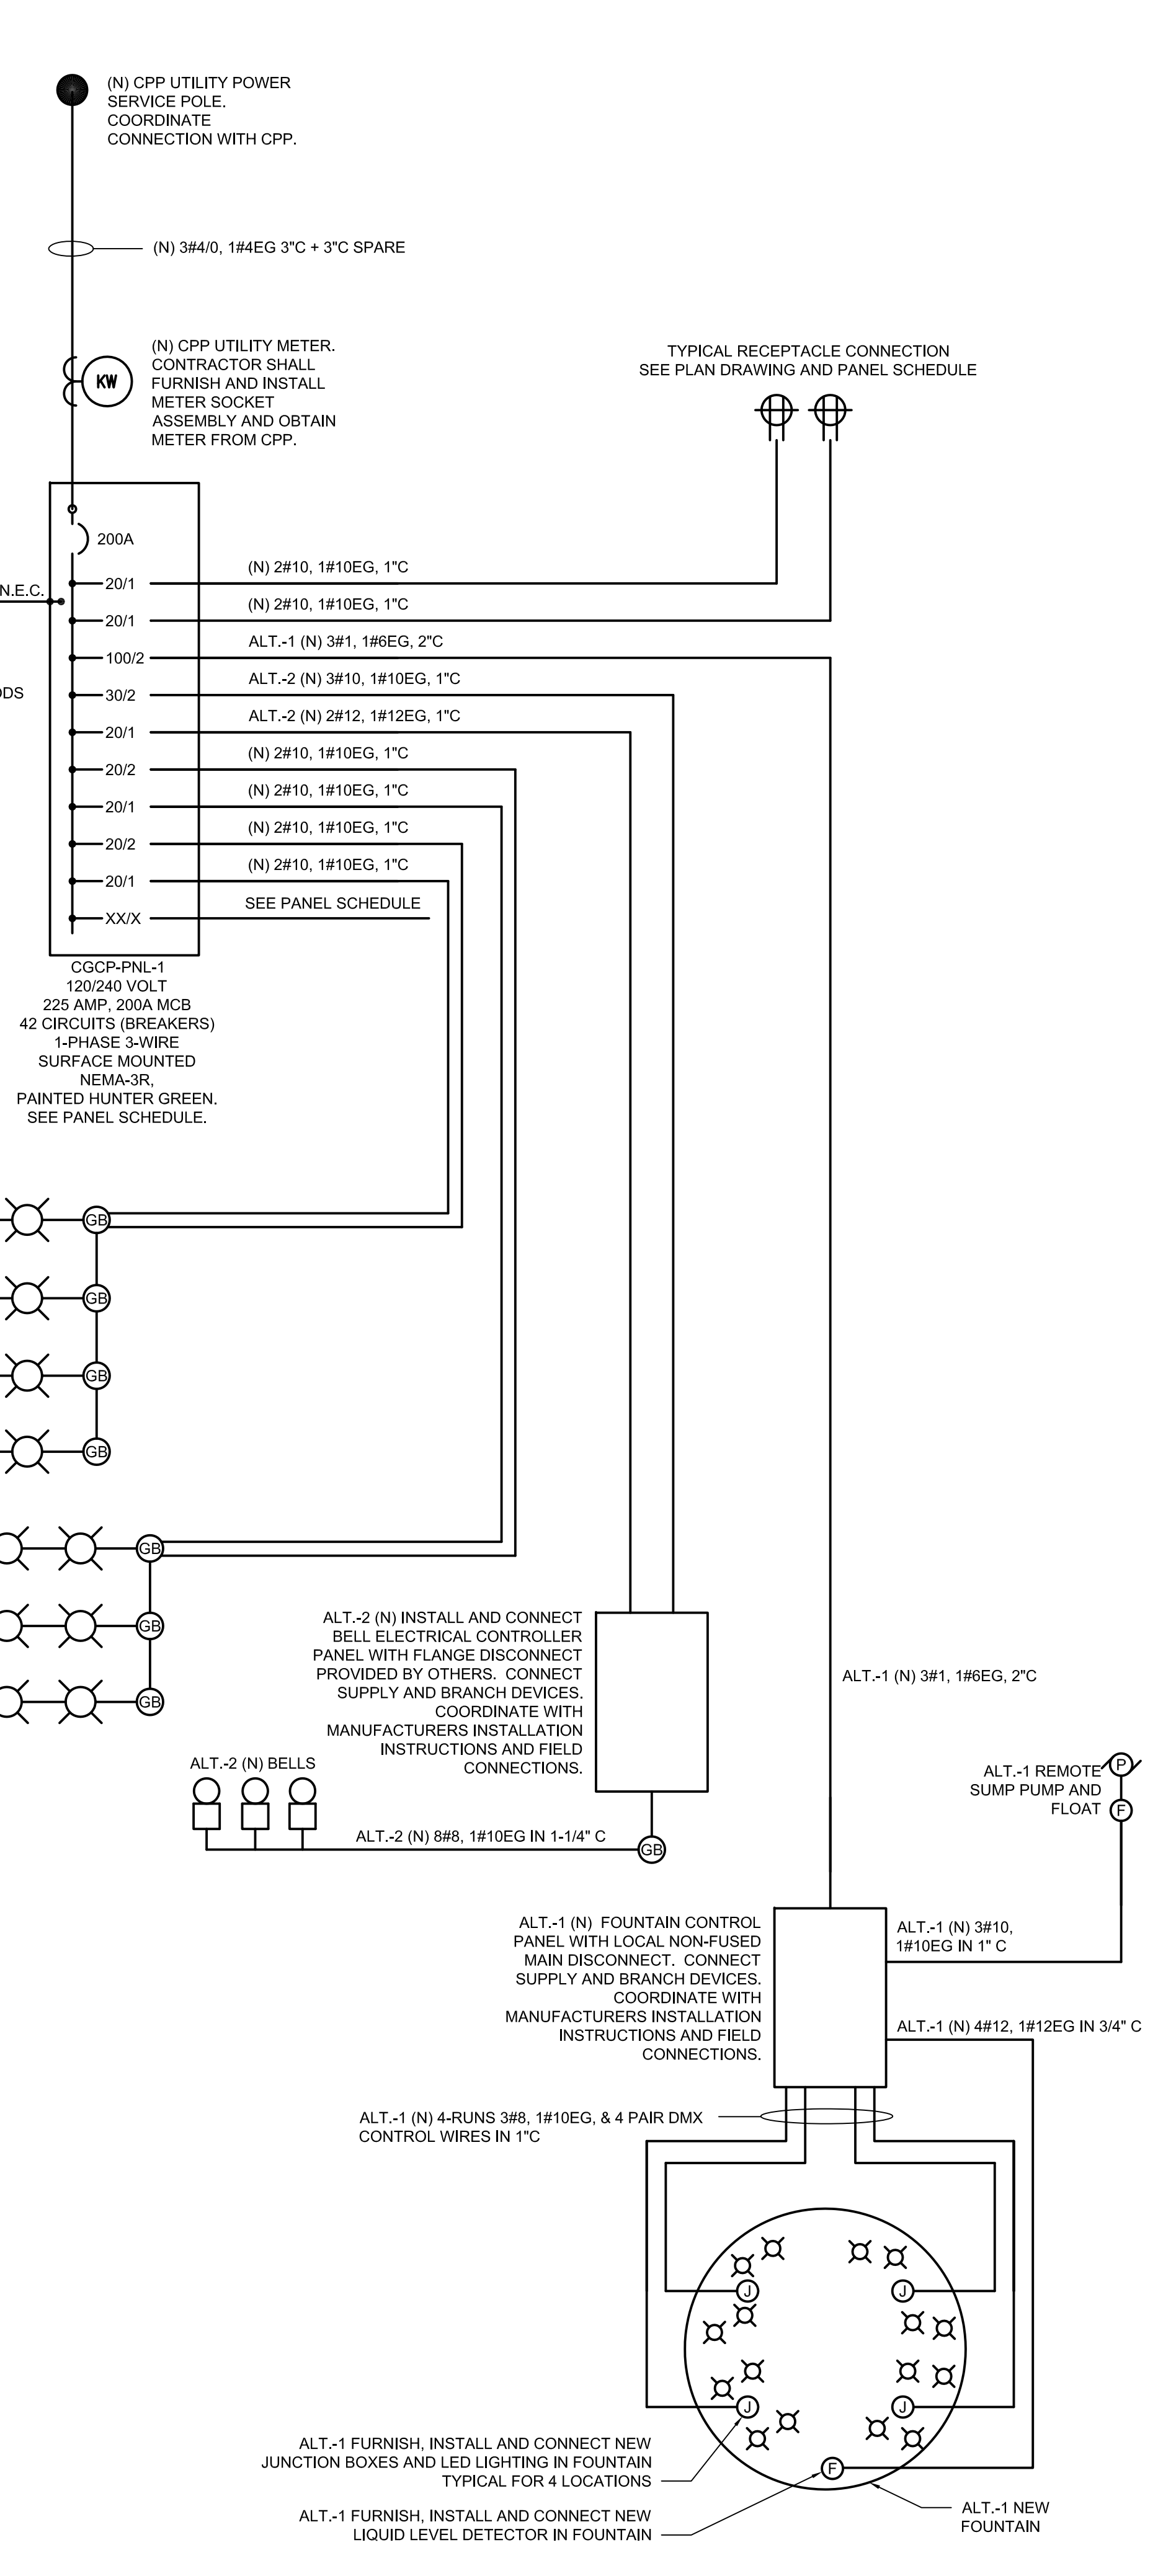 (N) CPP UTILITY POWER
SERVICE POLE.
COORDINATE
CONNECTION WITH CPP.
(N) 3#4/0, 1#4EG 3"C + 3"C SPARE
(N) CPP UTILITY METER.
CONTRACTOR SHALL
FURNISH AND INSTALL
METER SOCKET
ASSEMBLY AND OBTAIN
METER FROM CPP.
KW
TYPICAL RECEPTACLE CONNECTION
SEE PLAN DRAWING AND PANEL SCHEDULE
200A
N.E.C.
20/1
(N) 2#10, 1#10EG, 1"C
20/1
(N) 2#10, 1#10EG, 1"C
100/2
ALT.-1 (N) 3#1, 1#6EG, 2"C
30/2
ALT.-2 (N) 3#10, 1#10EG, 1"C
20/1
ALT.-2 (N) 2#12, 1#12EG, 1"C
20/2
(N) 2#10, 1#10EG, 1"C
20/1
(N) 2#10, 1#10EG, 1"C
20/2
(N) 2#10, 1#10EG, 1"C
20/1
(N) 2#10, 1#10EG, 1"C
XX/X
SEE PANEL SCHEDULE
CGCP-PNL-1
120/240 VOLT
225 AMP, 200A MCB
42 CIRCUITS (BREAKERS)
1-PHASE 3-WIRE
SURFACE MOUNTED
NEMA-3R,
PAINTED HUNTER GREEN.
SEE PANEL SCHEDULE.
GB
GB
GB
GB
GB
GB
GB
ALT.-2 (N) INSTALL AND CONNECT
BELL ELECTRICAL CONTROLLER
PANEL WITH FLANGE DISCONNECT
PROVIDED BY OTHERS. CONNECT
SUPPLY AND BRANCH DEVICES.
COORDINATE WITH
MANUFACTURERS INSTALLATION
INSTRUCTIONS AND FIELD
CONNECTIONS.
ALT.-1 (N) 3#1, 1#6EG, 2"C
ALT.-2 (N) BELLS
ALT.-2 (N) 8#8, 1#10EG IN 1-1/4" C
GB
ALT.-1 REMOTE
SUMP PUMP AND
FLOAT
P
F
ALT.-1 (N) FOUNTAIN CONTROL
PANEL WITH LOCAL NON-FUSED
MAIN DISCONNECT. CONNECT
SUPPLY AND BRANCH DEVICES.
COORDINATE WITH
MANUFACTURERS INSTALLATION
INSTRUCTIONS AND FIELD
CONNECTIONS.
ALT.-1 (N) 3#10,
1#10EG IN 1" C
ALT.-1 (N) 4#12, 1#12EG IN 3/4" C
ALT.-1 (N) 4-RUNS 3#8, 1#10EG, & 4 PAIR DMX
CONTROL WIRES IN 1"C
J
J
J
J
F
ALT.-1 FURNISH, INSTALL AND CONNECT NEW
JUNCTION BOXES AND LED LIGHTING IN FOUNTAIN
TYPICAL FOR 4 LOCATIONS
ALT.-1 FURNISH, INSTALL AND CONNECT NEW
LIQUID LEVEL DETECTOR IN FOUNTAIN
ALT.-1 NEW
FOUNTAIN